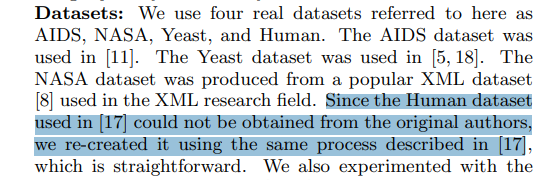 Datasets: We use four real datasets referred to here as
AIDS, NASA, Yeast, and Human. The AIDS dataset was
used in [11]. The Yeast dataset was used in [5, 18]. The
NASA dataset was produced from a popular XML dataset
[8] used in the XML research field. Since the Human dataset
used in [17] could not be obtained from the original authors,
we re-created it using the same process described in [17],
which is straightforward. We also experimented with the